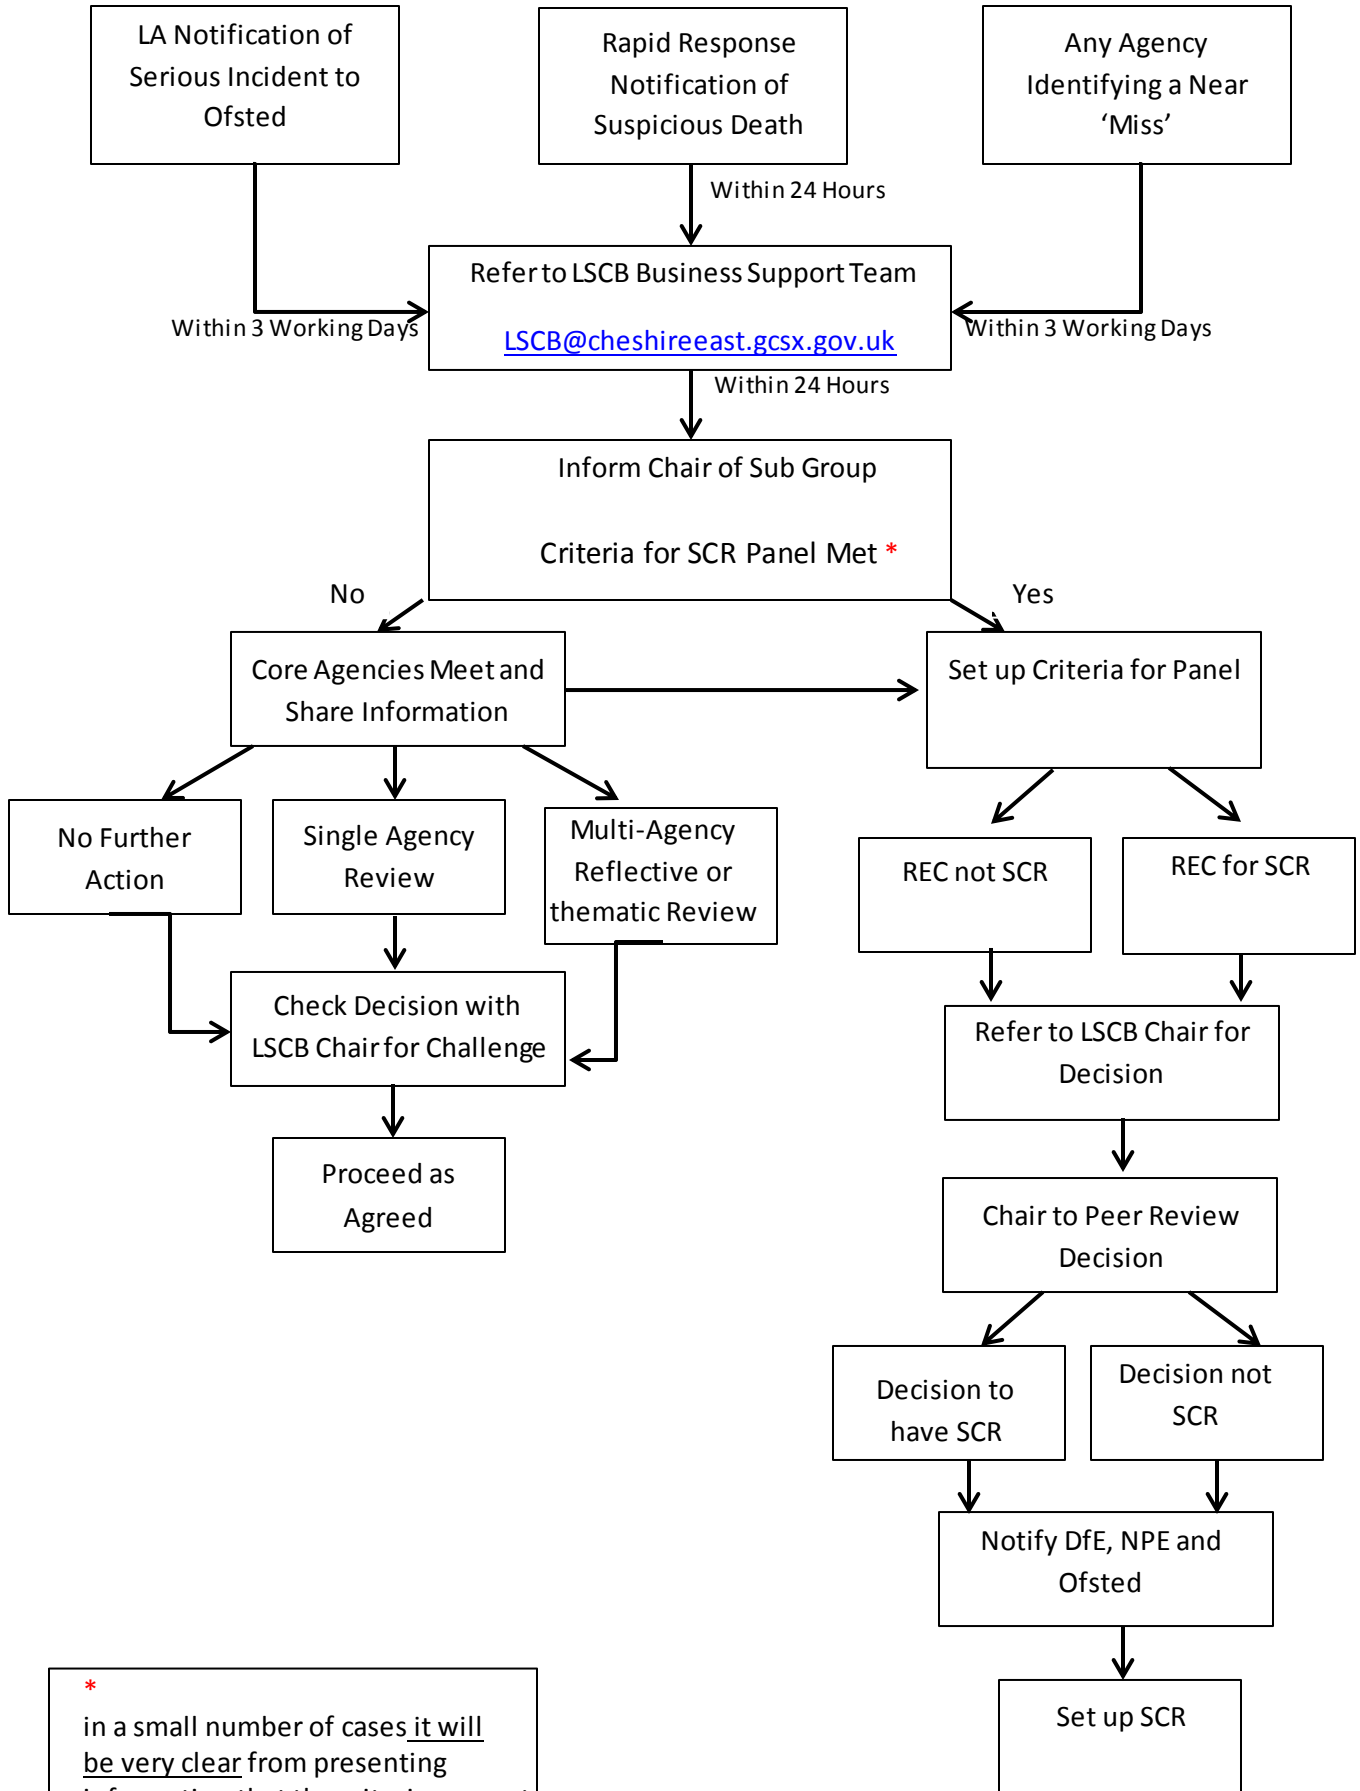 LA Notification of
Serious Incident to
Ofsted
Rapid Response
Notification of
Suspicious Death
Any Agency
Identifying a Near
‘Miss’
Within 24 Hours
Refer to LSCB Business Support Team
LSCB@cheshireeast.gcsx.gov.uk
Within 3 Working Days
Within 3 Working Days
Within 24 Hours
Inform Chair of Sub Group
Criteria for SCR Panel Met *
No
Yes
Core Agencies Meet and
Share Information
Set up Criteria for Panel
No Further
Action
Single Agency
Review
Multi-Agency
Reflective or
thematic Review
REC not SCR
REC for SCR
Check Decision with
LSCB Chair for Challenge
Refer to LSCB Chair for
Decision
Proceed as
Agreed
Chair to Peer Review
Decision
Decision to
have SCR
Decision not
SCR
Notify DfE, NPE and
Ofsted
Set up SCR
*
in a small number of cases it will
be very clear from presenting